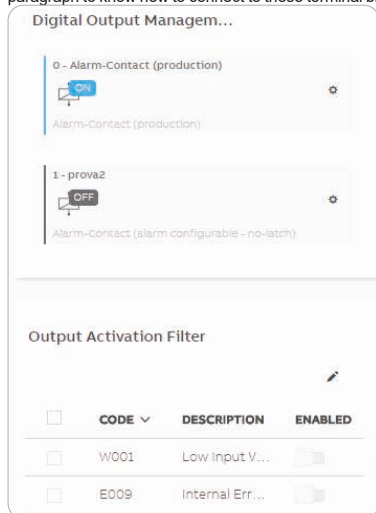 Digital Output Managem...
0 - Alarm-Contact (production)
ON
Alarm-Contact (production)
1 - prova2
OFF
Alarm-Contact (alarm configurable - no-latch)
Output Activation Filter
CODE DESCRIPTION ENABLED
W001 Low Input V...
E009 Internal Err...